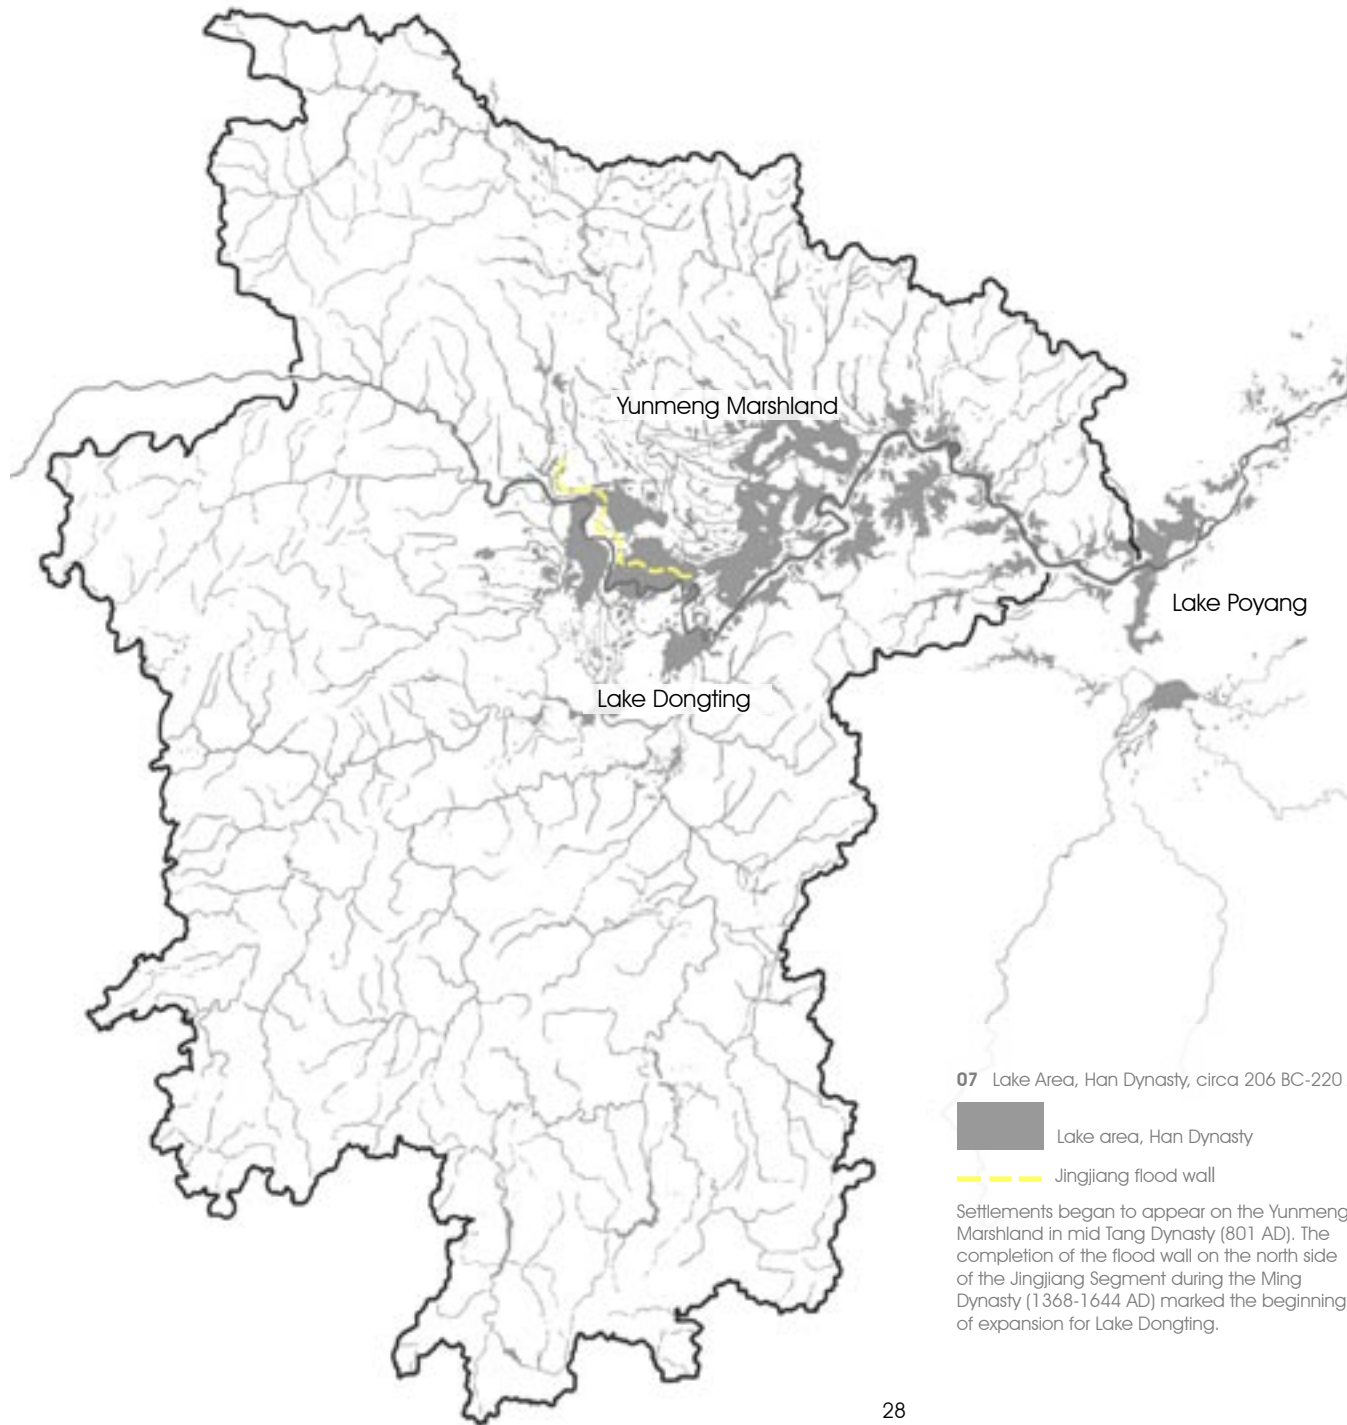 Yunmeng Marshland
Lake Poyang
Lake Dongting
07 Lake Area, Han Dynasty, circa 206 BC-220
Lake area, Han Dynasty
Jingjiang flood wall
Settlements began to appear on the Yunmeng
Marshland in mid Tang Dynasty (801 AD). The
completion of the flood wall on the north side
of the Jingjiang Segment during the Ming
Dynasty (1368-1644 AD) marked the beginning
of expansion for Lake Dongting.
28